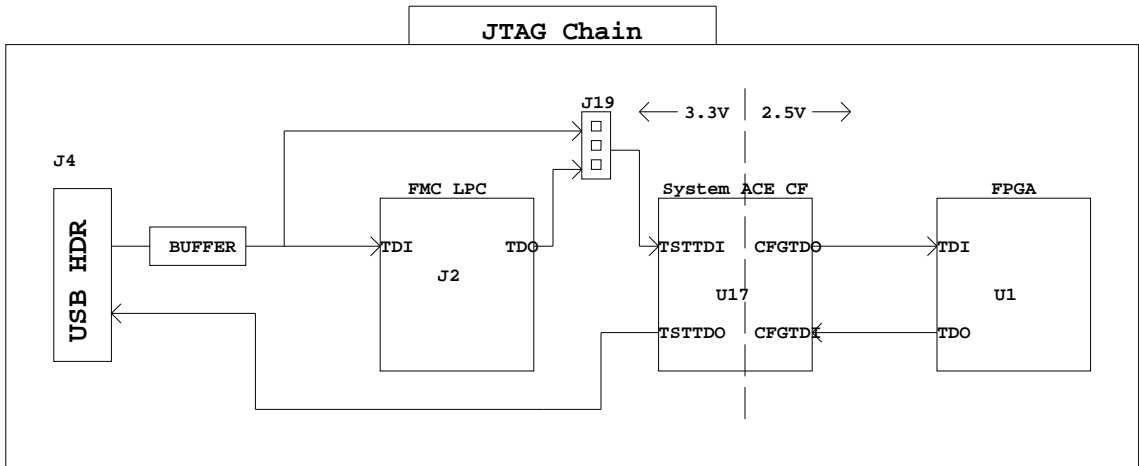 JTAG Chain
J19
3.3V
2.5V
J4
FMC LPC
System ACE CF
FPGA
USB HDR
BUFFER
TDI
TDO
TSTTDI
CFGTDO
TDI
J2
U17
U1
TSTTDO
CFGTDI
TDO